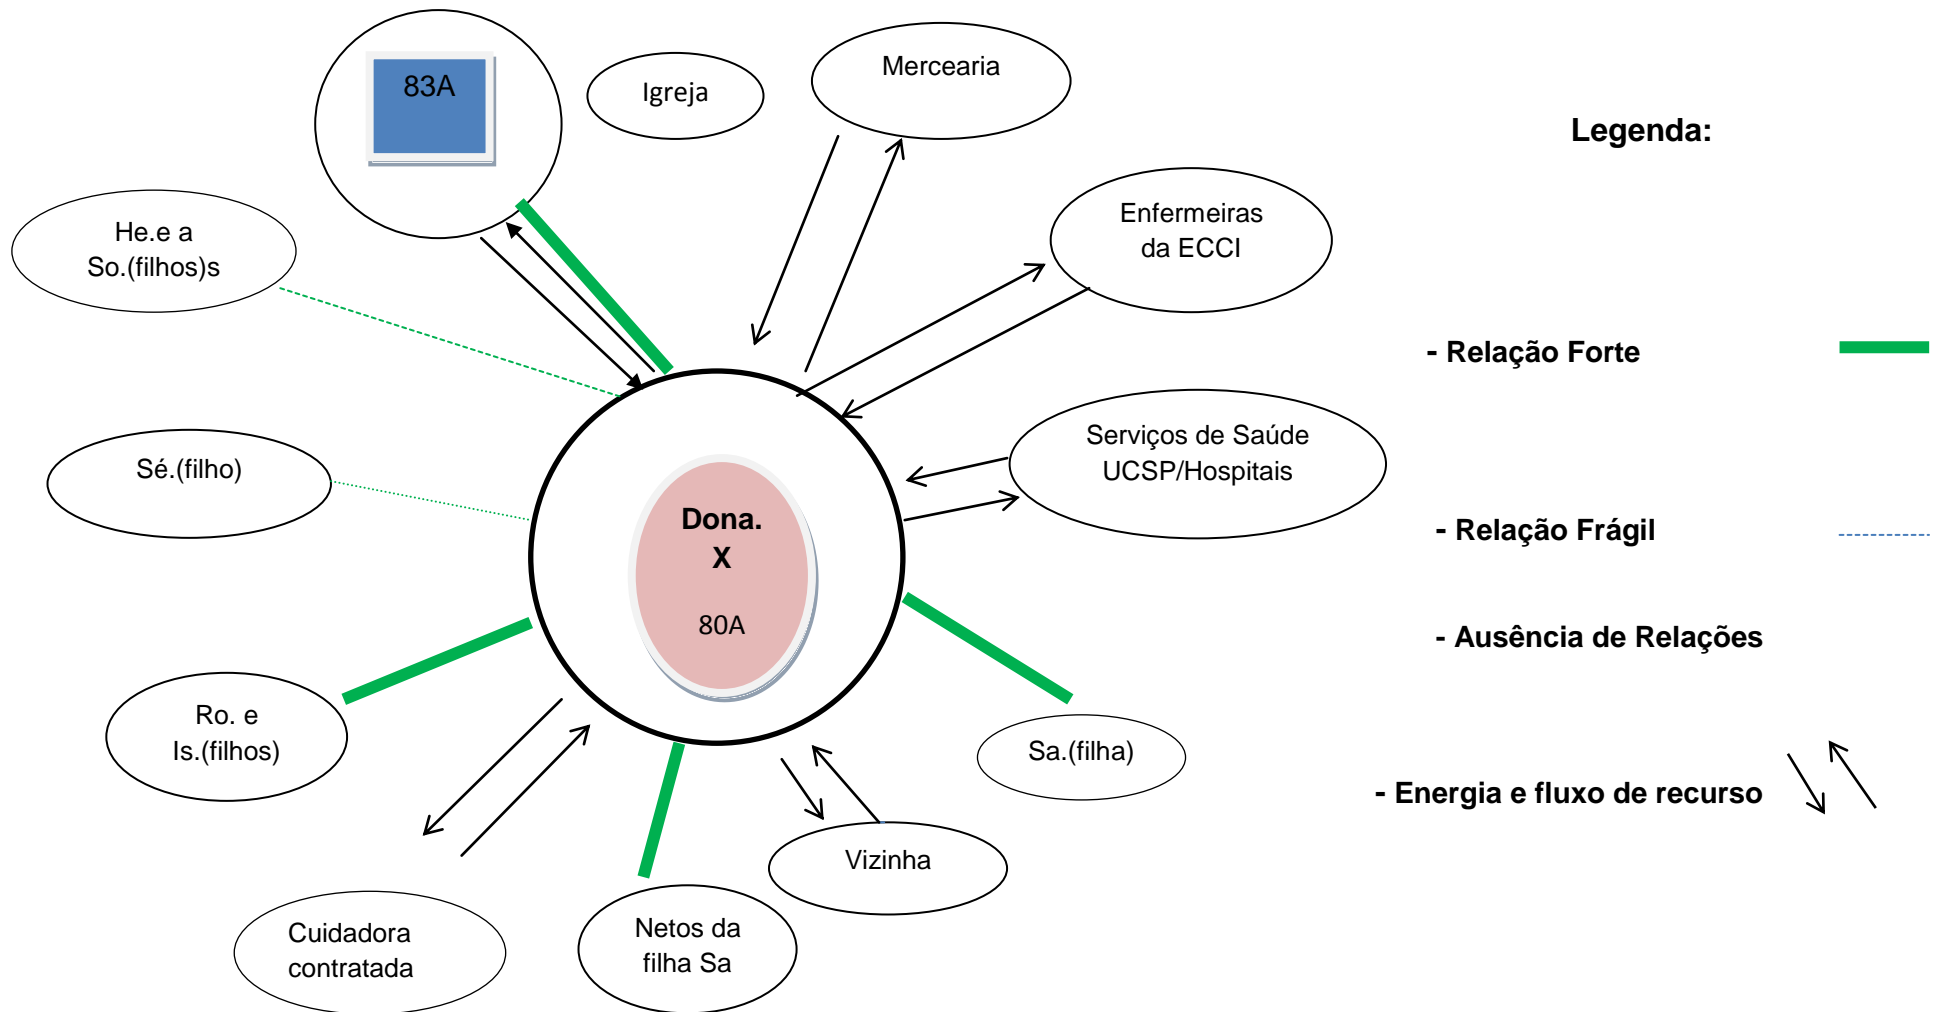 83A
Igreja
Mercearia
Legenda:
Enfermeiras
da ECCI
He.e a
So.(filhos)s
- Relação Forte
Serviços de Saúde
UCSP/Hospitais
Sé.(filho)
Dona.
X
80A
- Relação Frágil
- Ausência de Relações
Ro. e
Is.(filhos)
Sa.(filha)
- Energia e fluxo de recurso
Vizinha
Cuidadora
contratada
Netos da
filha Sa